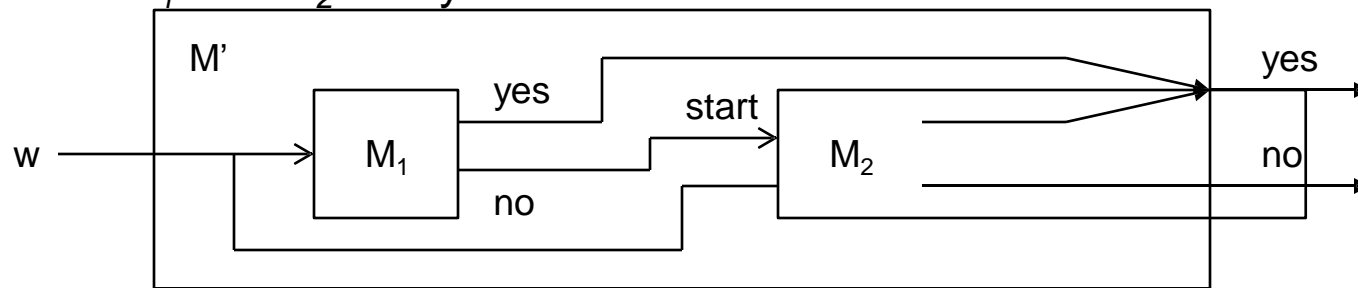 M'
yes
yes
start
w
M₁
M₂
no
no